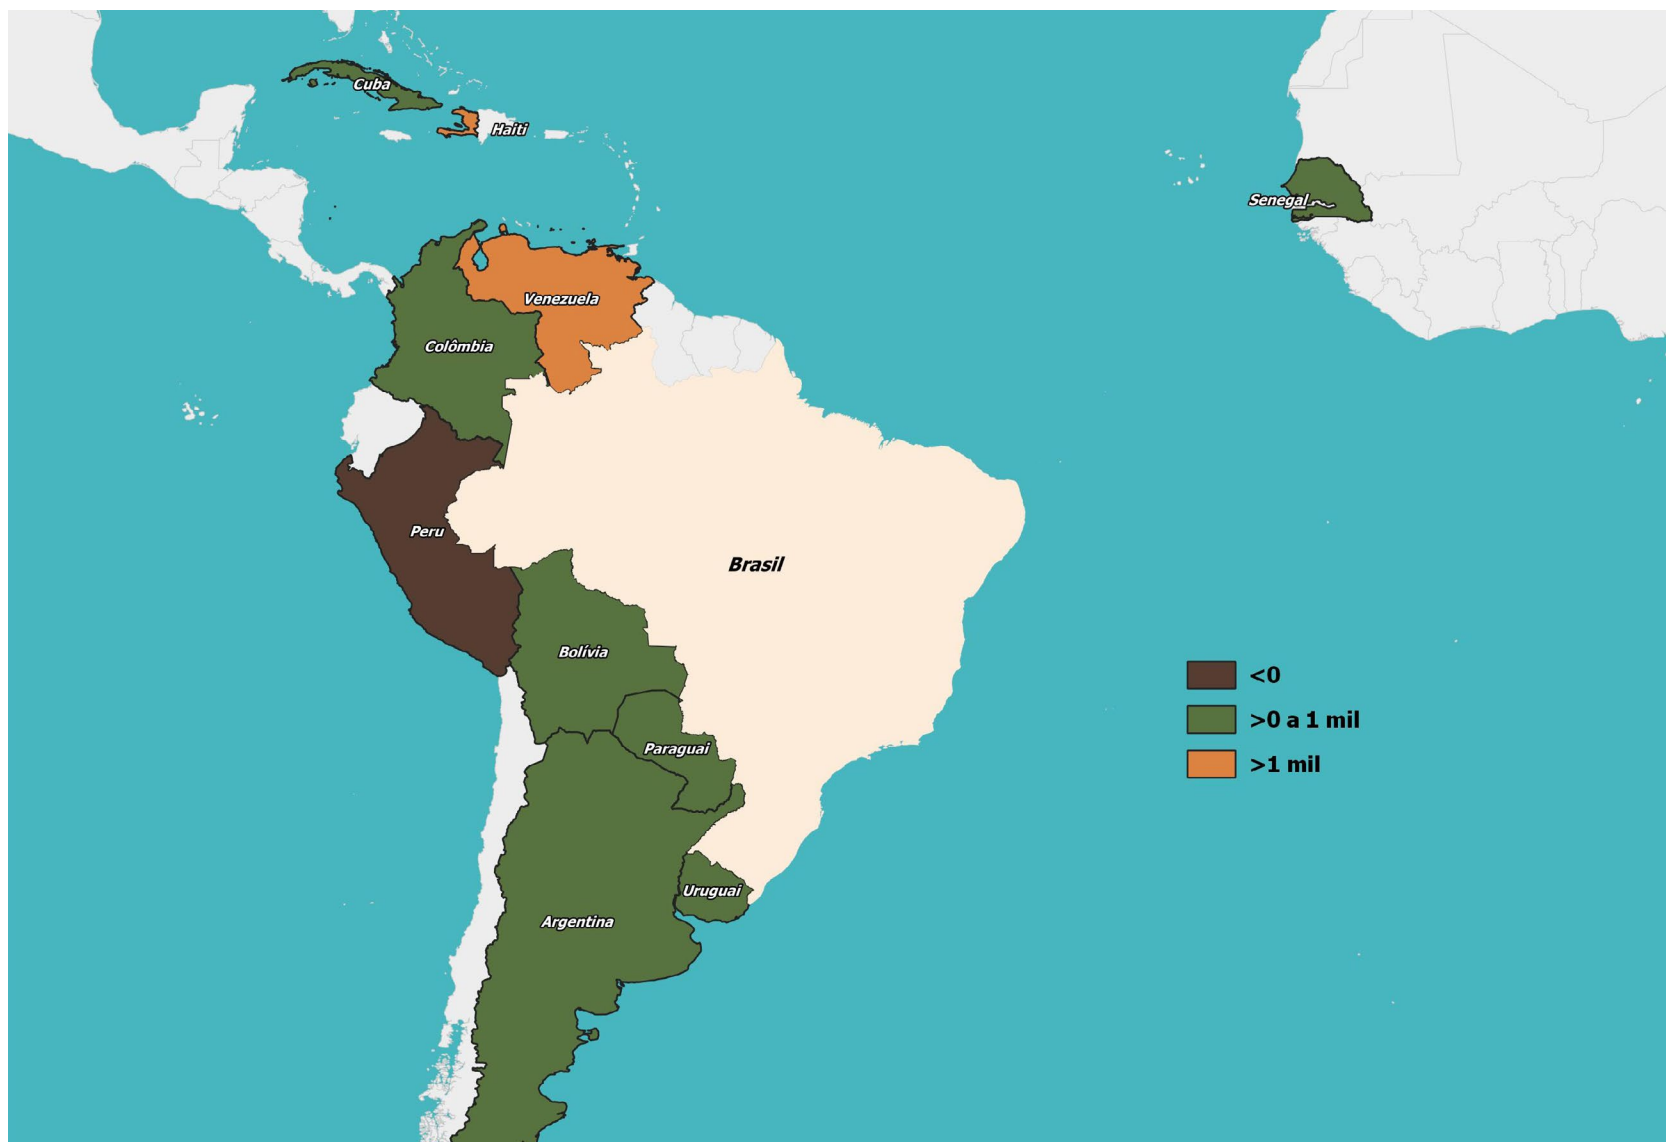 Cuba
Haiti
Senegal
Venezuela
Colômbia
Peru
Brasil
Bolívia
<0
>0 a 1 mil
Paraguai
>1 mil
Uruguai
Argentina